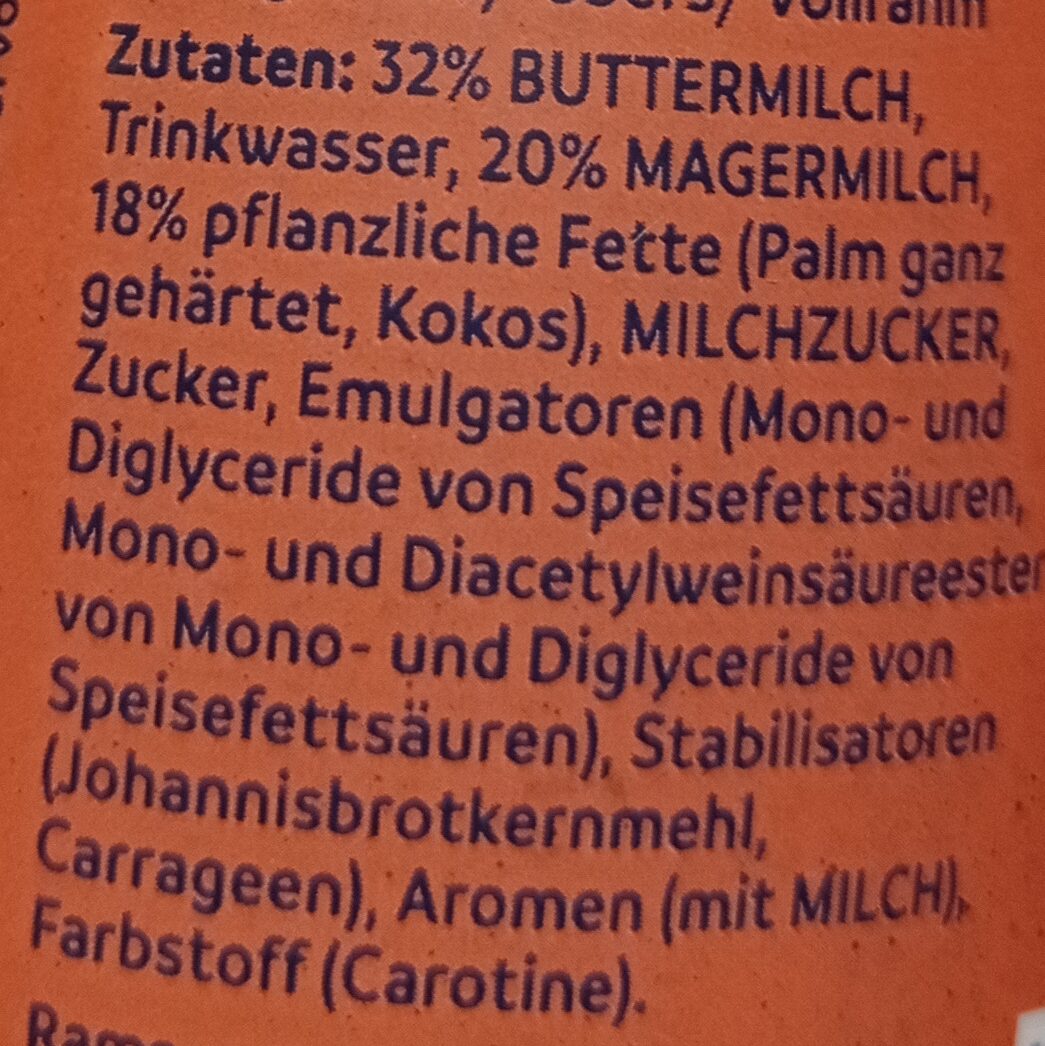 Zutaten: 32% BUTTERMILCH,
Trinkwasser, 20% MAGERMILCH,
18% pflanzliche Fette (Palm ganz
gehärtet, Kokos), MILCHZUCKER,
Zucker, Emulgatoren (Mono- und
Diglyceride von Speisefettsäuren,
Mono- und Diacetylweinsäureester
von Mono- und Diglyceride von
Speisefettsäuren), Stabilisatoren
(Johannisbrotkernmehl,
Carrageen), Aromen (mit MILCH),
Farbstoff (Carotine).